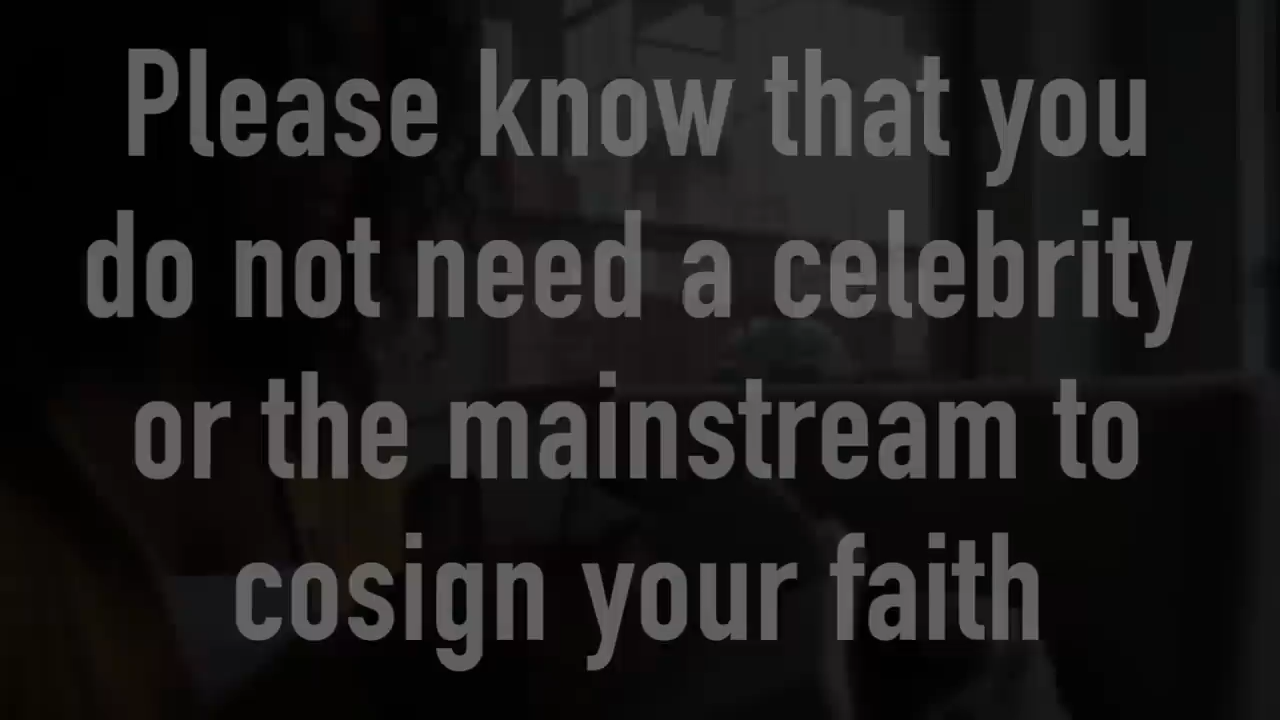 Please know that you
do not need a celebrity
or the mainstream to
cosign your faith